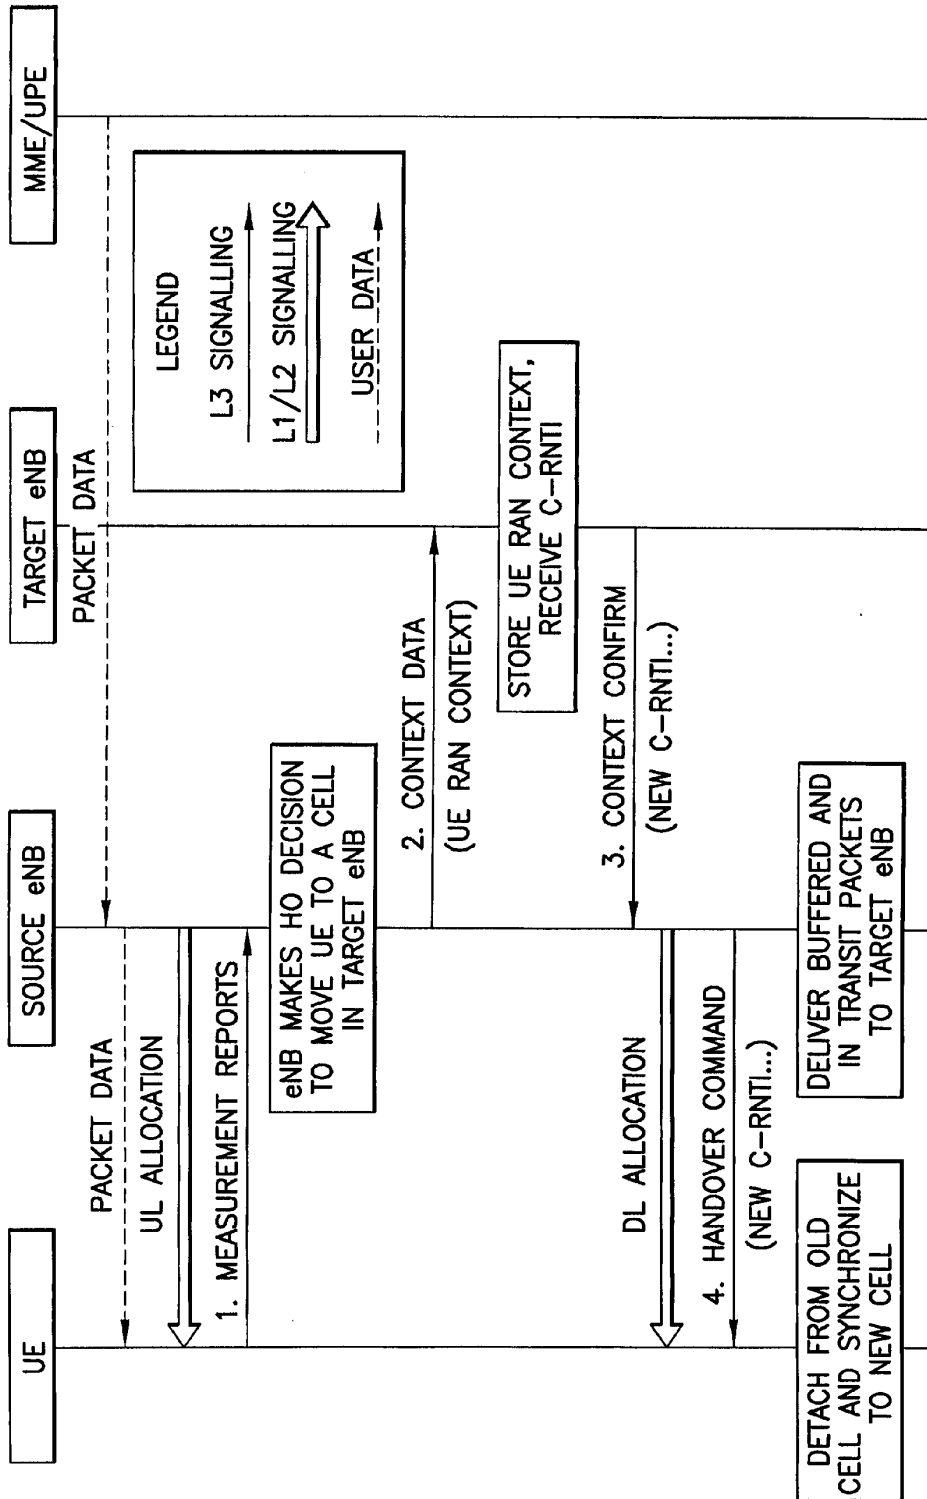 UE
SOURCE eNB
TARGET eNB
MME/UPE
PACKET DATA
PACKET DATA
UL ALLOCATION
1. MEASUREMENT REPORTS
LEGEND
L3 SIGNALLING
L1/L2 SIGNALLING
USER DATA
eNB MAKES HO DECISION
TO MOVE UE TO A CELL
IN TARGET eNB
2. CONTEXT DATA
(UE RAN CONTEXT)
STORE UE RAN CONTEXT,
RECEIVE C-RNTI
3. CONTEXT CONFIRM
(NEW C-RNTI...)
DL ALLOCATION
4. HANDOVER COMMAND
(NEW C-RNTI...)
DETACH FROM OLD
CELL AND SYNCHRONIZE
TO NEW CELL
DELIVER BUFFERED AND
IN TRANSIT PACKETS
TO TARGET eNB